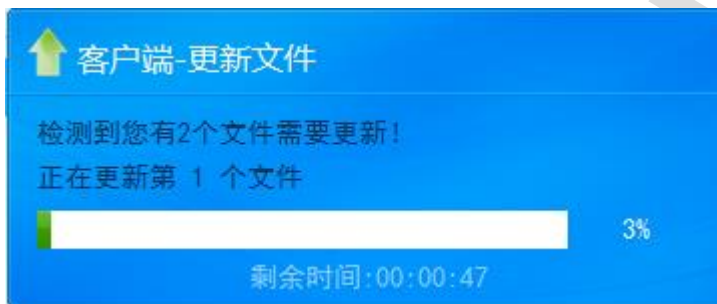 客户端-更新文件
检测到您有2个文件需要更新!
正在更新第 1 个文件
3%
剩余时间:00:00:47